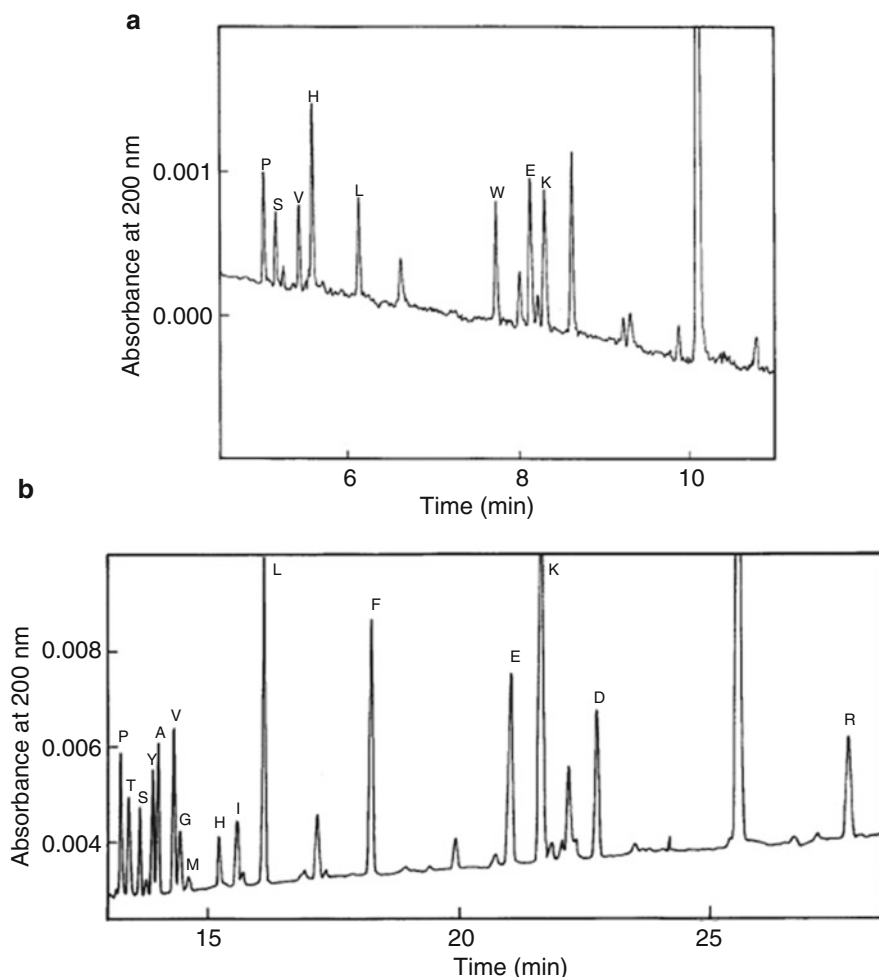 a
Absorbance at 200 nm
0.001
0.000
P
S
V
H
L
W
E
K
6
8
10
Time (min)
b
Absorbance at 200 nm
0.008
0.006
0.004
P
T
S
Y
A
V
G
M
H
I
L
F
E
K
D
R
15
20
25
Time (min)